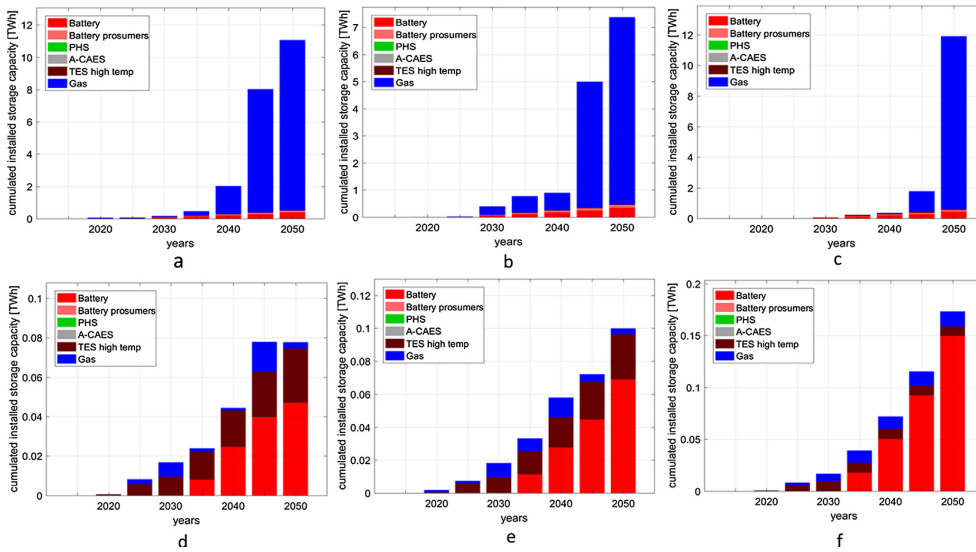 cumulated installed storage capacity [TWh]
12
10
8
6
4
2
0
Battery
Battery prosumers
PHS
A-CAES
TES high temp
Gas
2020 2030 2040 2050
years
a
cumulated installed storage capacity [TWh]
7
6
5
4
3
2
1
0
Battery
Battery prosumers
PHS
A-CAES
TES high temp
Gas
2020 2030 2040 2050
years
b
cumulated installed storage capacity [TWh]
12
10
8
6
4
2
0
Battery
Battery prosumers
PHS
A-CAES
TES high temp
Gas
2020 2030 2040 2050
years
c
cumulated installed storage capacity [TWh]
0.1
0.08
0.06
0.04
0.02
0
Battery
Battery prosumers
PHS
A-CAES
TES high temp
Gas
2020 2030 2040 2050
years
d
cumulated installed storage capacity [TWh]
0.12
0.1
0.08
0.06
0.04
0.02
0
Battery
Battery prosumers
PHS
A-CAES
TES high temp
Gas
2020 2030 2040 2050
years
e
cumulated installed storage capacity [TWh]
0.2
0.15
0.1
0.05
0
Battery
Battery prosumers
PHS
A-CAES
TES high temp
Gas
2020 2030 2040 2050
years
f